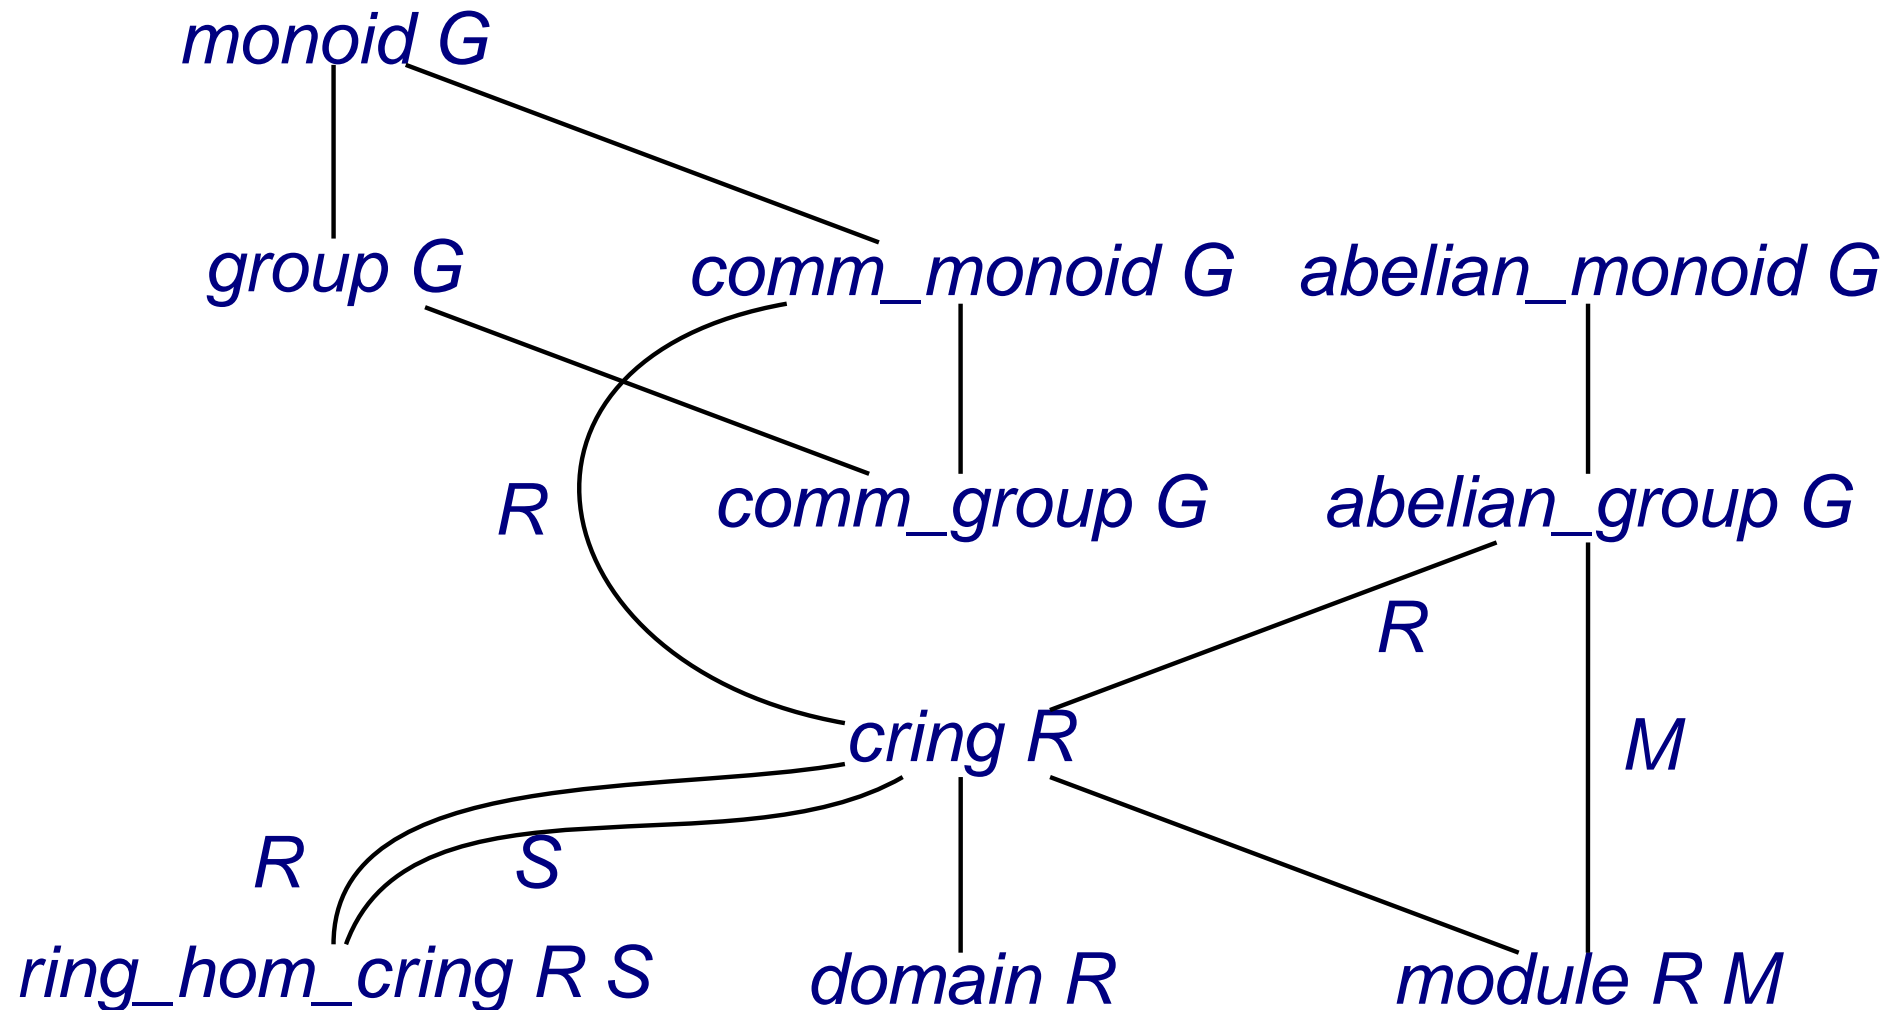 monoid G
group G
comm_monoid G
abelian_monoid G
R
comm_group G
abelian_group G
R
cring R
M
R
S
ring_hom_cring R S
domain R
module R M